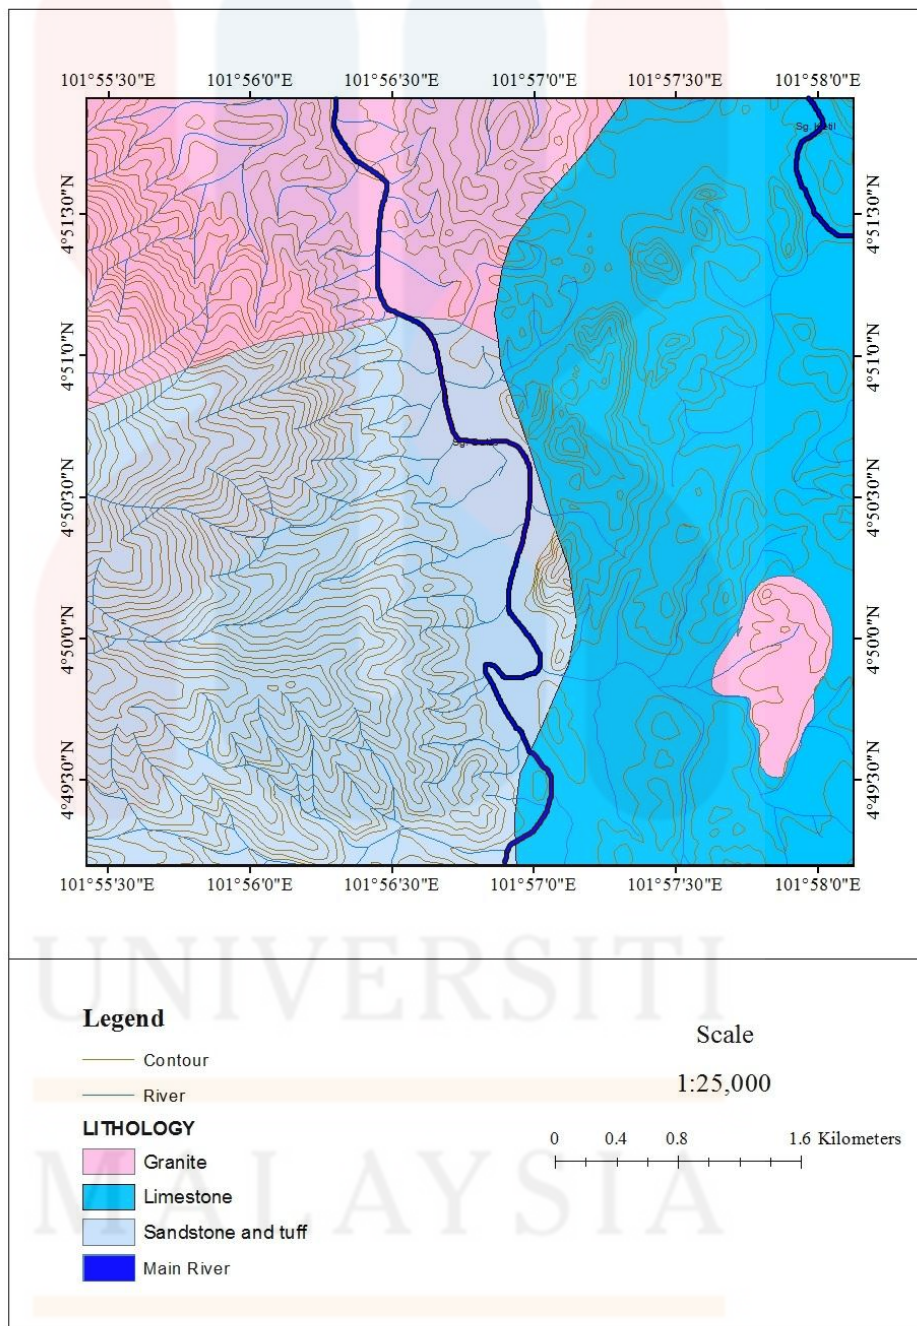 101°55'30"E 101°56'0"E 101°56'30"E 101°57'0"E 101°57'30"E 101°58'0"E
4°51'30"N 4°51'30"N
4°51'0"N 4°51'0"N
Sg.
4°50'30"N 4°50'30"N
4°50'0"N 4°50'0"N
4°49'30"N 4°49'30"N
101°55'30"E 101°56'0"E 101°56'30"E 101°57'0"E 101°57'30"E 101°58'0"E
UNIVERSITI
Legend
Contour
River
LITHOLOGY
Granite
Limestone
Sandstone and tuff
Main River
Scale
1:25,000
0 0.4 0.8 1.6 Kilometers
MALAYSIA